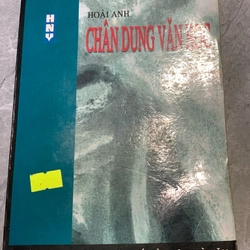 HNV
HOÀI ANH
CHÂN DUNG VĂN HỌC